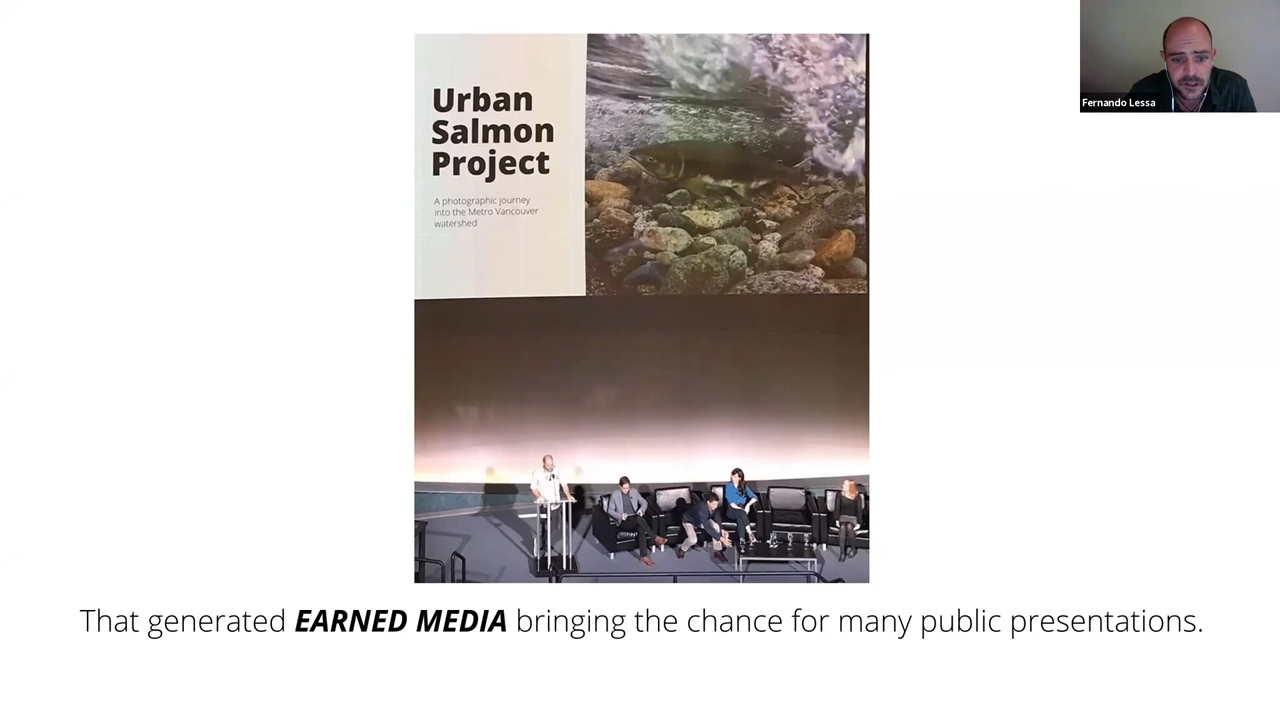 Urban
Salmon
Project
A photographic journey
into the Metro Vancouver
watershed
Fernando Lessa
That generated EARNED MEDIA bringing the chance for many public presentations.